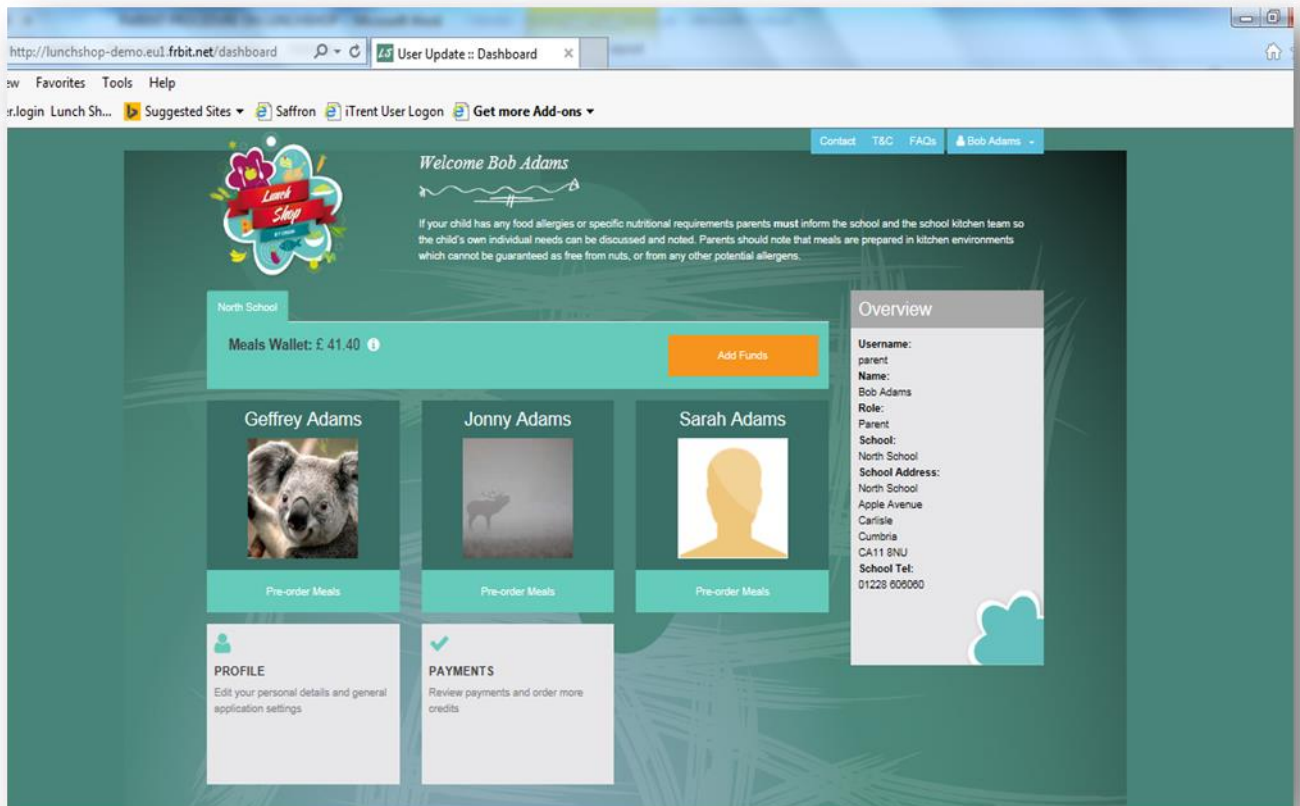 http://lunchshop-demo.eu1.frbit.net/dashboard
LS User Update :: Dashboard
Favorites Tools Help
Suggested Sites Saffron iTrent User Logon Get more Add-ons
Contact T&C FAQs Bob Adams
Lunch
Shop
Welcome Bob Adams
If your child has any food allergies or specific nutritional requirements parents must inform the school and the school kitchen team so
the child's own individual needs can be discussed and noted. Parents should note that meals are prepared in kitchen environments
which cannot be guaranteed as free from nuts, or from any other potential allergens.
North School
Meals Wallet: £ 41.40
Add Funds
Geffrey Adams
Pre-order Meals
Jonny Adams
Pre-order Meals
Sarah Adams
Pre-order Meals
PROFILE
Edit your personal details and general
application settings
PAYMENTS
Review payments and order more
credits
Overview
Username:
parent
Name:
Bob Adams
Role:
Parent
School:
North School
School Address:
North School
Apple Avenue
Carlisle
Cumbria
CA11 8NU
School Tel:
01228 606060